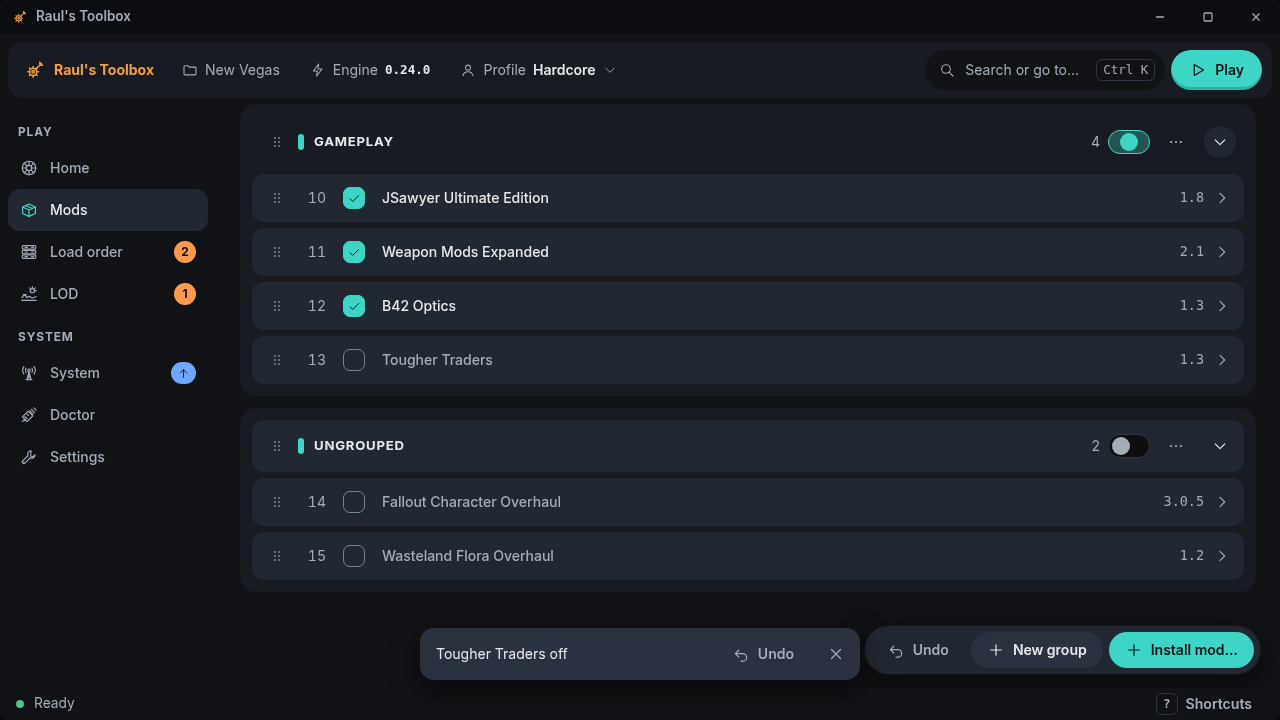 Raul's Toolbox
Raul's Toolbox
New Vegas
Engine 0.24.0
Profile Hardcore
Search or go to...
Ctrl K
Play
PLAY
Home
Mods
Load order 2
LOD 1
SYSTEM
System
Doctor
Settings
GAMEPLAY 4
10 JSawyer Ultimate Edition 1.8
11 Weapon Mods Expanded 2.1
12 B42 Optics 1.3
13 Tougher Traders 1.3
UNGROUPED 2
14 Fallout Character Overhaul 3.0.5
15 Wasteland Flora Overhaul 1.2
Tougher Traders off
Undo
Undo
New group
Install mod...
Ready
? Shortcuts